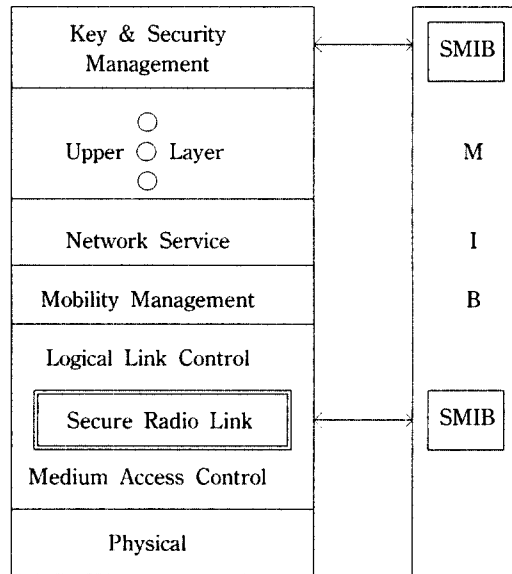 Key & Security
Management
SMIB
Upper Layer
M
Network Service
I
Mobility Management
B
Logical Link Control
Secure Radio Link
SMIB
Medium Access Control
Physical